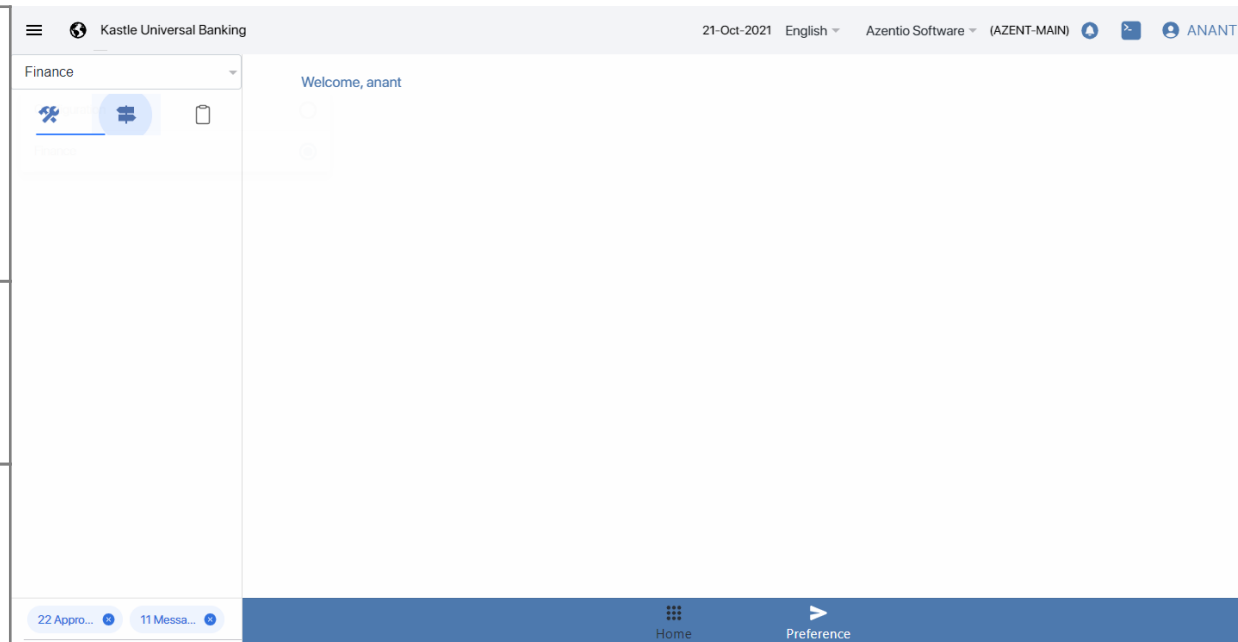 Kastle Universal Banking 21-Oct-2021 English Azentio Software (AZENT-MAIN) ANANT
Finance
Welcome, anant
22 Appro... 11 Messa...
Home Preference